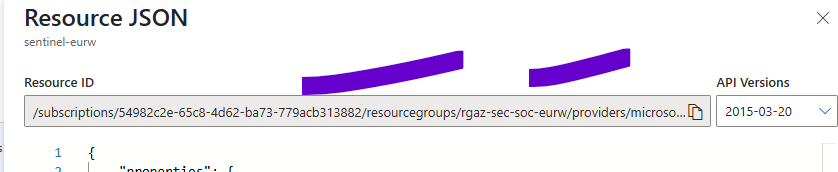 Resource JSON
sentinel-eurw
Resource ID
API Versions
/subscriptions/54982c2e-65c8-4d62-ba73-779acb313882/resourcegroups/rgaz-sec-soc-eurw/providers/microso...
2015-03-20
1 {
2 "properties": {